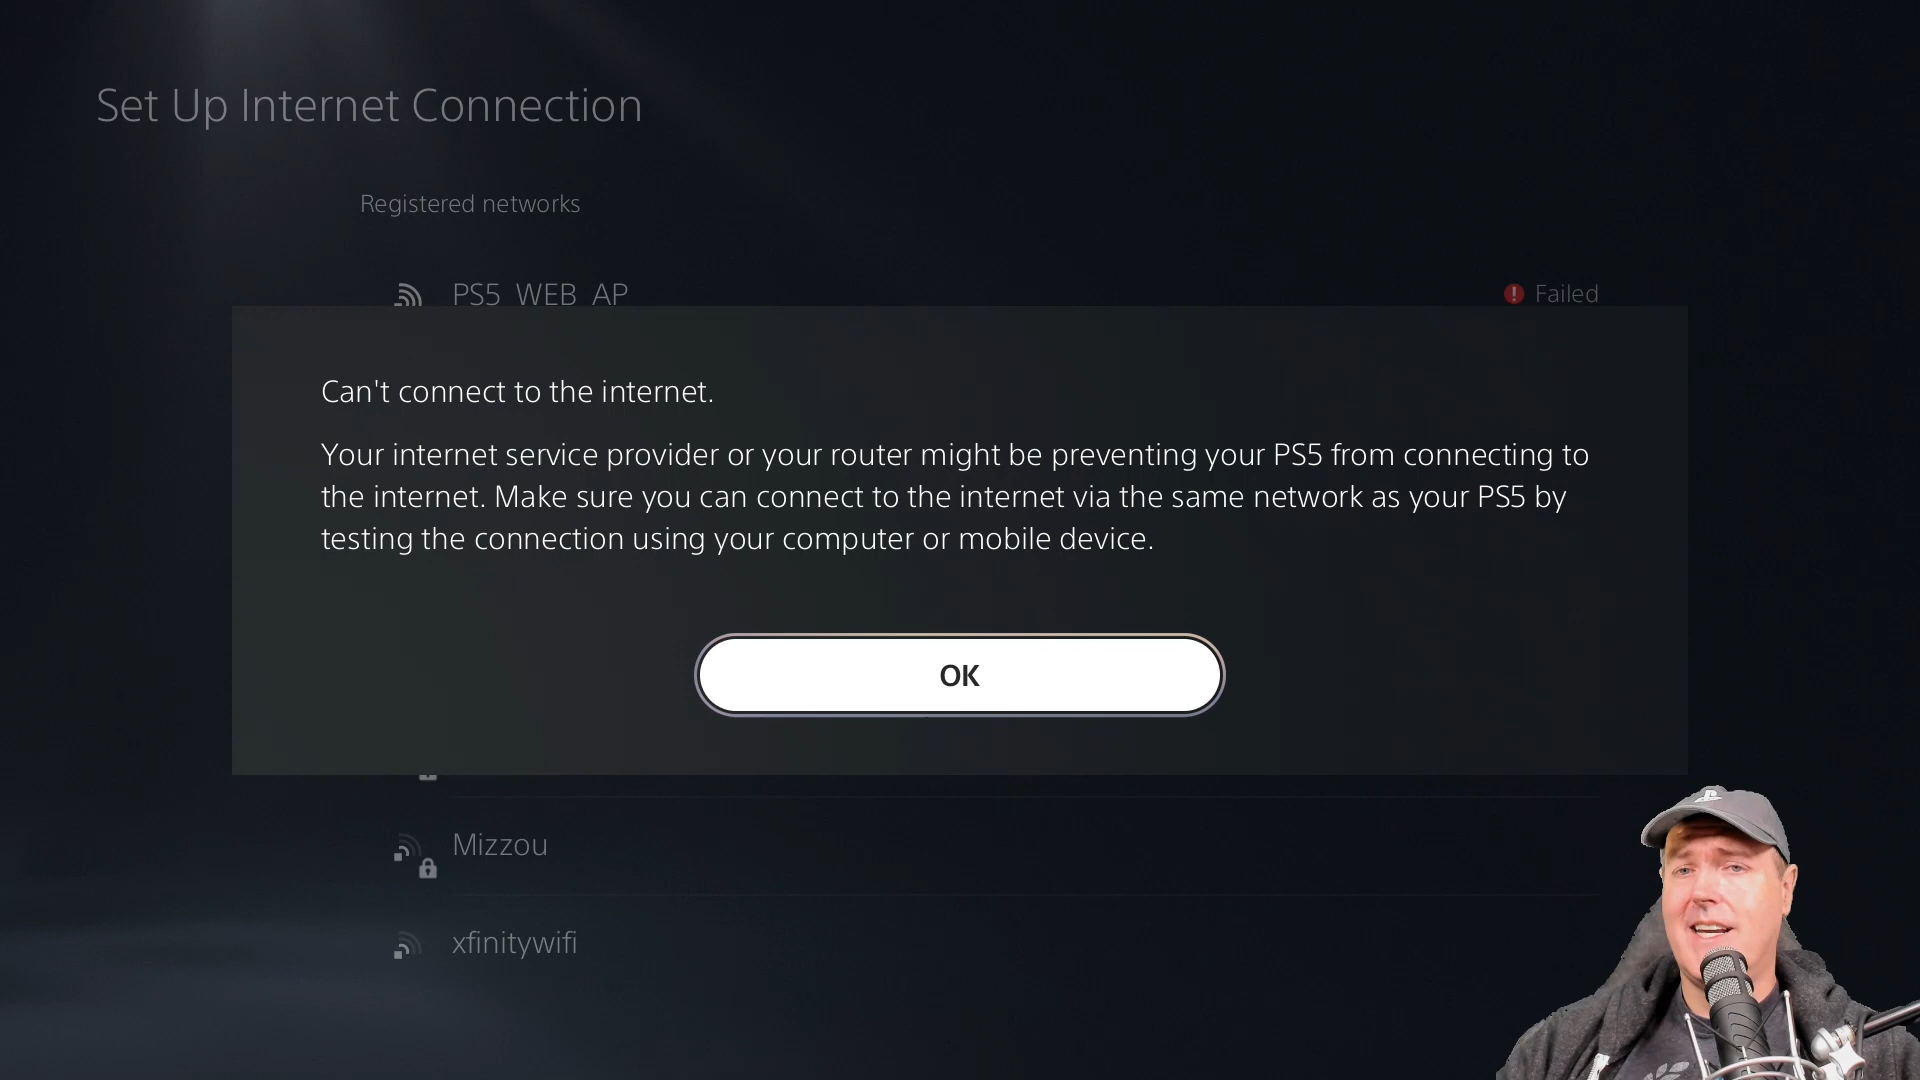 Set Up Internet Connection
Registered networks
PS5_WEB_AP
Failed
Can't connect to the internet.
Your internet service provider or your router might be preventing your PS5 from connecting to
the internet. Make sure you can connect to the internet via the same network as your PS5 by
testing the connection using your computer or mobile device.
OK
Mizzou
xfinitywifi